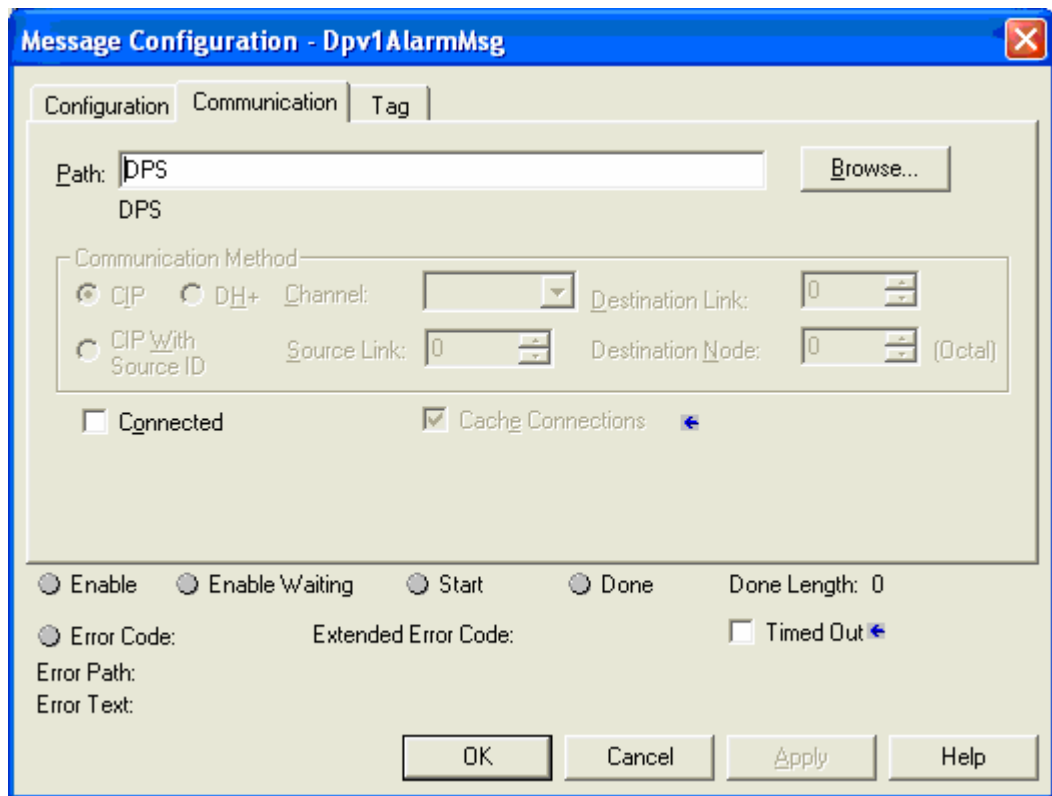 Message Configuration - Dpv1AlarmMsg
Configuration Communication Tag
Path: DPS Browse...
DPS
Communication Method
CIP DH+ Channel: Destination Link: 0
CIP With Source Link: 0 Destination Node: 0 (Octal)
Source ID
Connected Cache Connections
Enable Enable Waiting Start Done Done Length: 0
Error Code: Extended Error Code: Timed Out
Error Path:
Error Text:
OK Cancel Apply Help